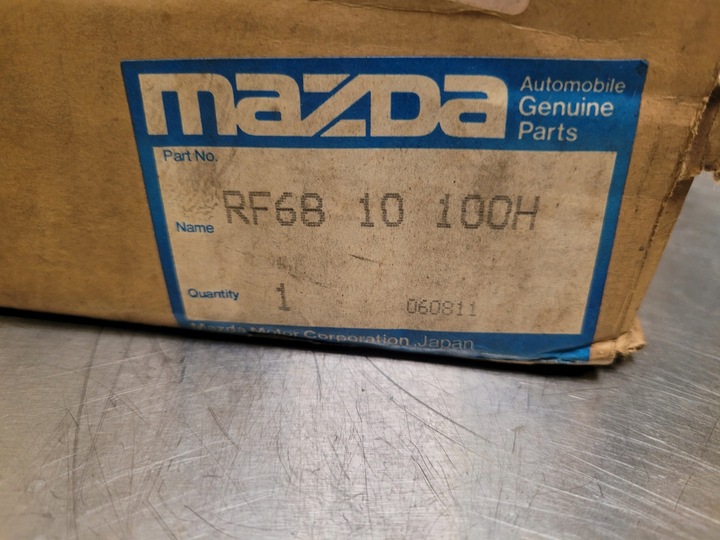 mazda
Automobile
Genuine
Parts
Part No.
RF68 10 100H
Name
Quantity 1 060811
Mazda Motor Corporation Japan